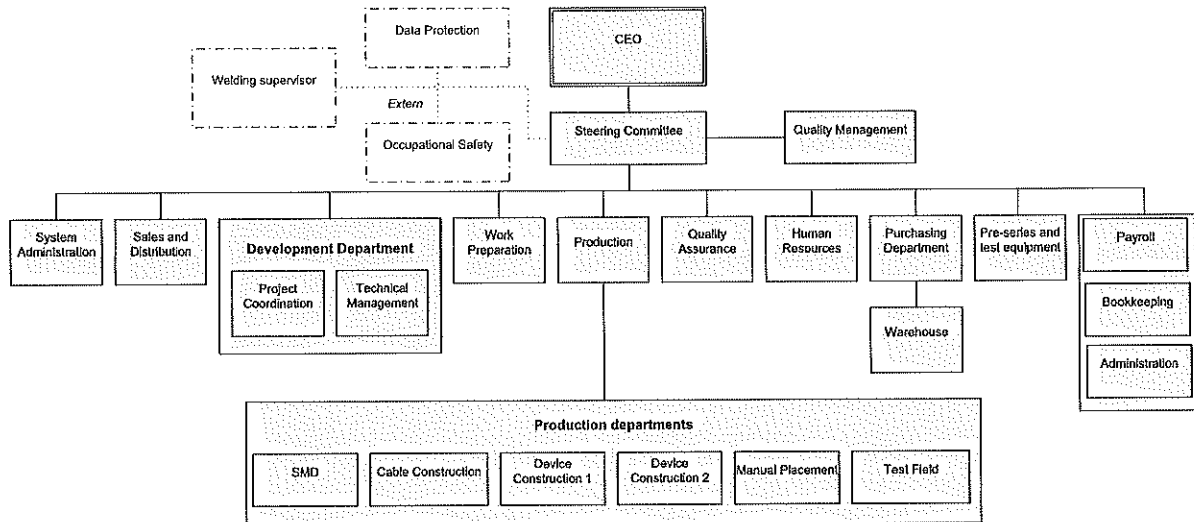 Data Protection
CEO
Welding supervisor
Extern
Steering Committee
Quality Management
Occupational Safety
System
Administration
Sales and
Distribution
Development Department
Project
Coordination
Technical
Management
Work
Preparation
Production
Quality
Assurance
Human
Resources
Purchasing
Department
Pre-series and
test equipment
Payroll
Bookkeeping
Warehouse
Administration
Production departments
SMD
Cable Construction
Device
Construction 1
Device
Construction 2
Manual Placement
Test Field